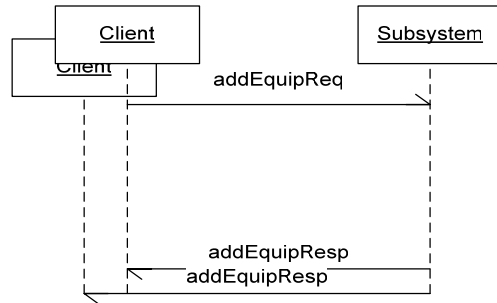 Client
Subsystem
Client
addEquipReq
addEquipResp
addEquipResp